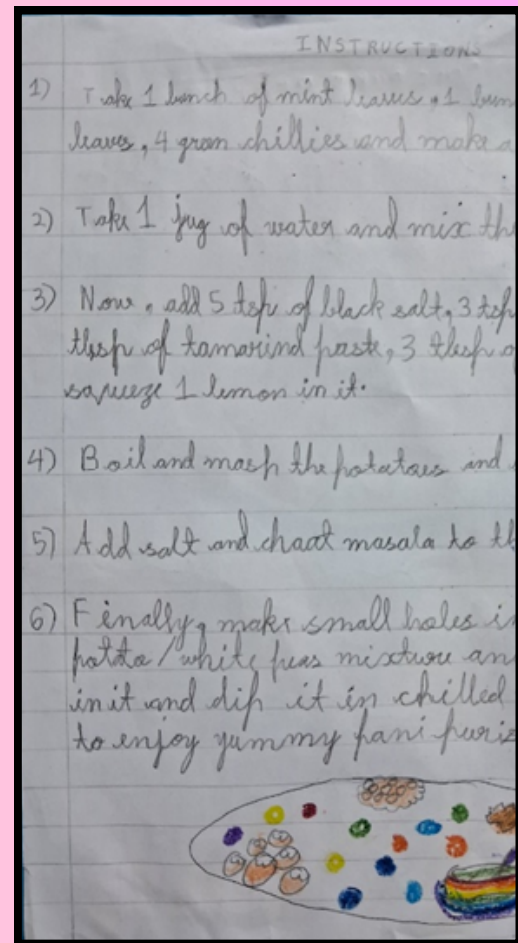 INSTRUCTIONS
1) Take 1 bunch of mint leaves, 1 bun
leaves, 4 green chillies and make a
2) Take 1 jug of water and mix th
3) Now, add 5 tsp of black salt, 3 tsp
tbsp of tamarind paste, 3 tbsp o
squeeze 1 lemon in it.
4) Boil and mash the potatoes and
5) Add salt and chaat masala to th
6) Finally, make small holes i
potato/white peas mixture an
in it and dip it in chilled
to enjoy yummy pani puris